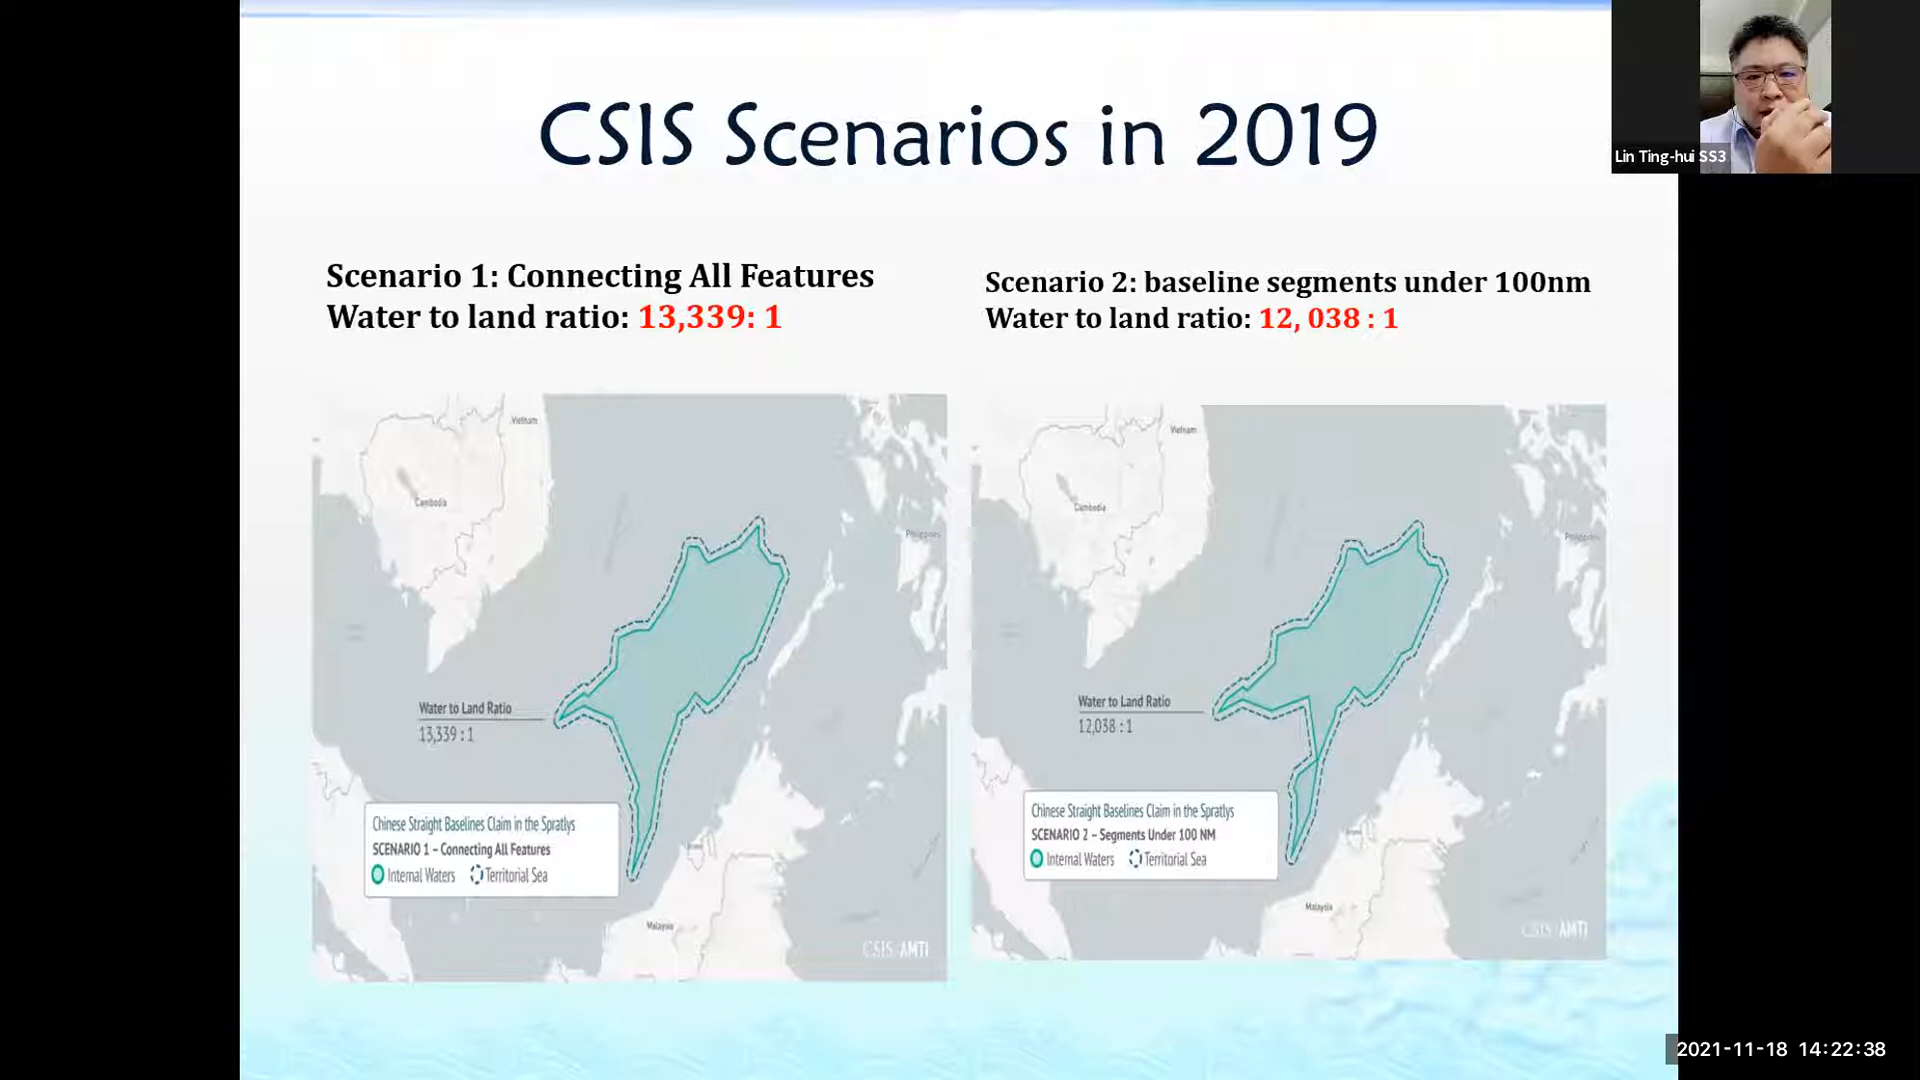 CSIS Scenarios in 2019
Lin Ting-hui SS3
Scenario 1: Connecting All Features
Water to land ratio: 13,339: 1
Scenario 2: baseline segments under 100nm
Water to land ratio: 12, 038 : 1
Vietnam
Cambodia
Philippines
Water to Land Ratio
13,339 : 1
Chinese Straight Baselines Claim in the Spratlys
SCENARIO 1 – Connecting All Features
Internal Waters Territorial Sea
Malaysia
CSIS AMTI
Vietnam
Cambodia
Philippines
Water to Land Ratio
12,038 : 1
Chinese Straight Baselines Claim in the Spratlys
SCENARIO 2 – Segments Under 100 NM
Internal Waters Territorial Sea
Malaysia
CSIS AMTI
2021-11-18 14:22:38